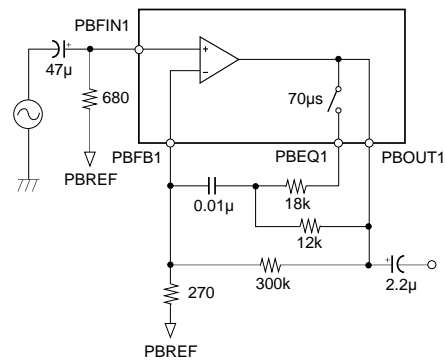 PBFIN1
+
47μ
680
+
−
70μs
PBREF
PBFB1
PBEQ1
PBOUT1
0.01μ
18k
12k
300k
+
2.2μ
270
PBREF